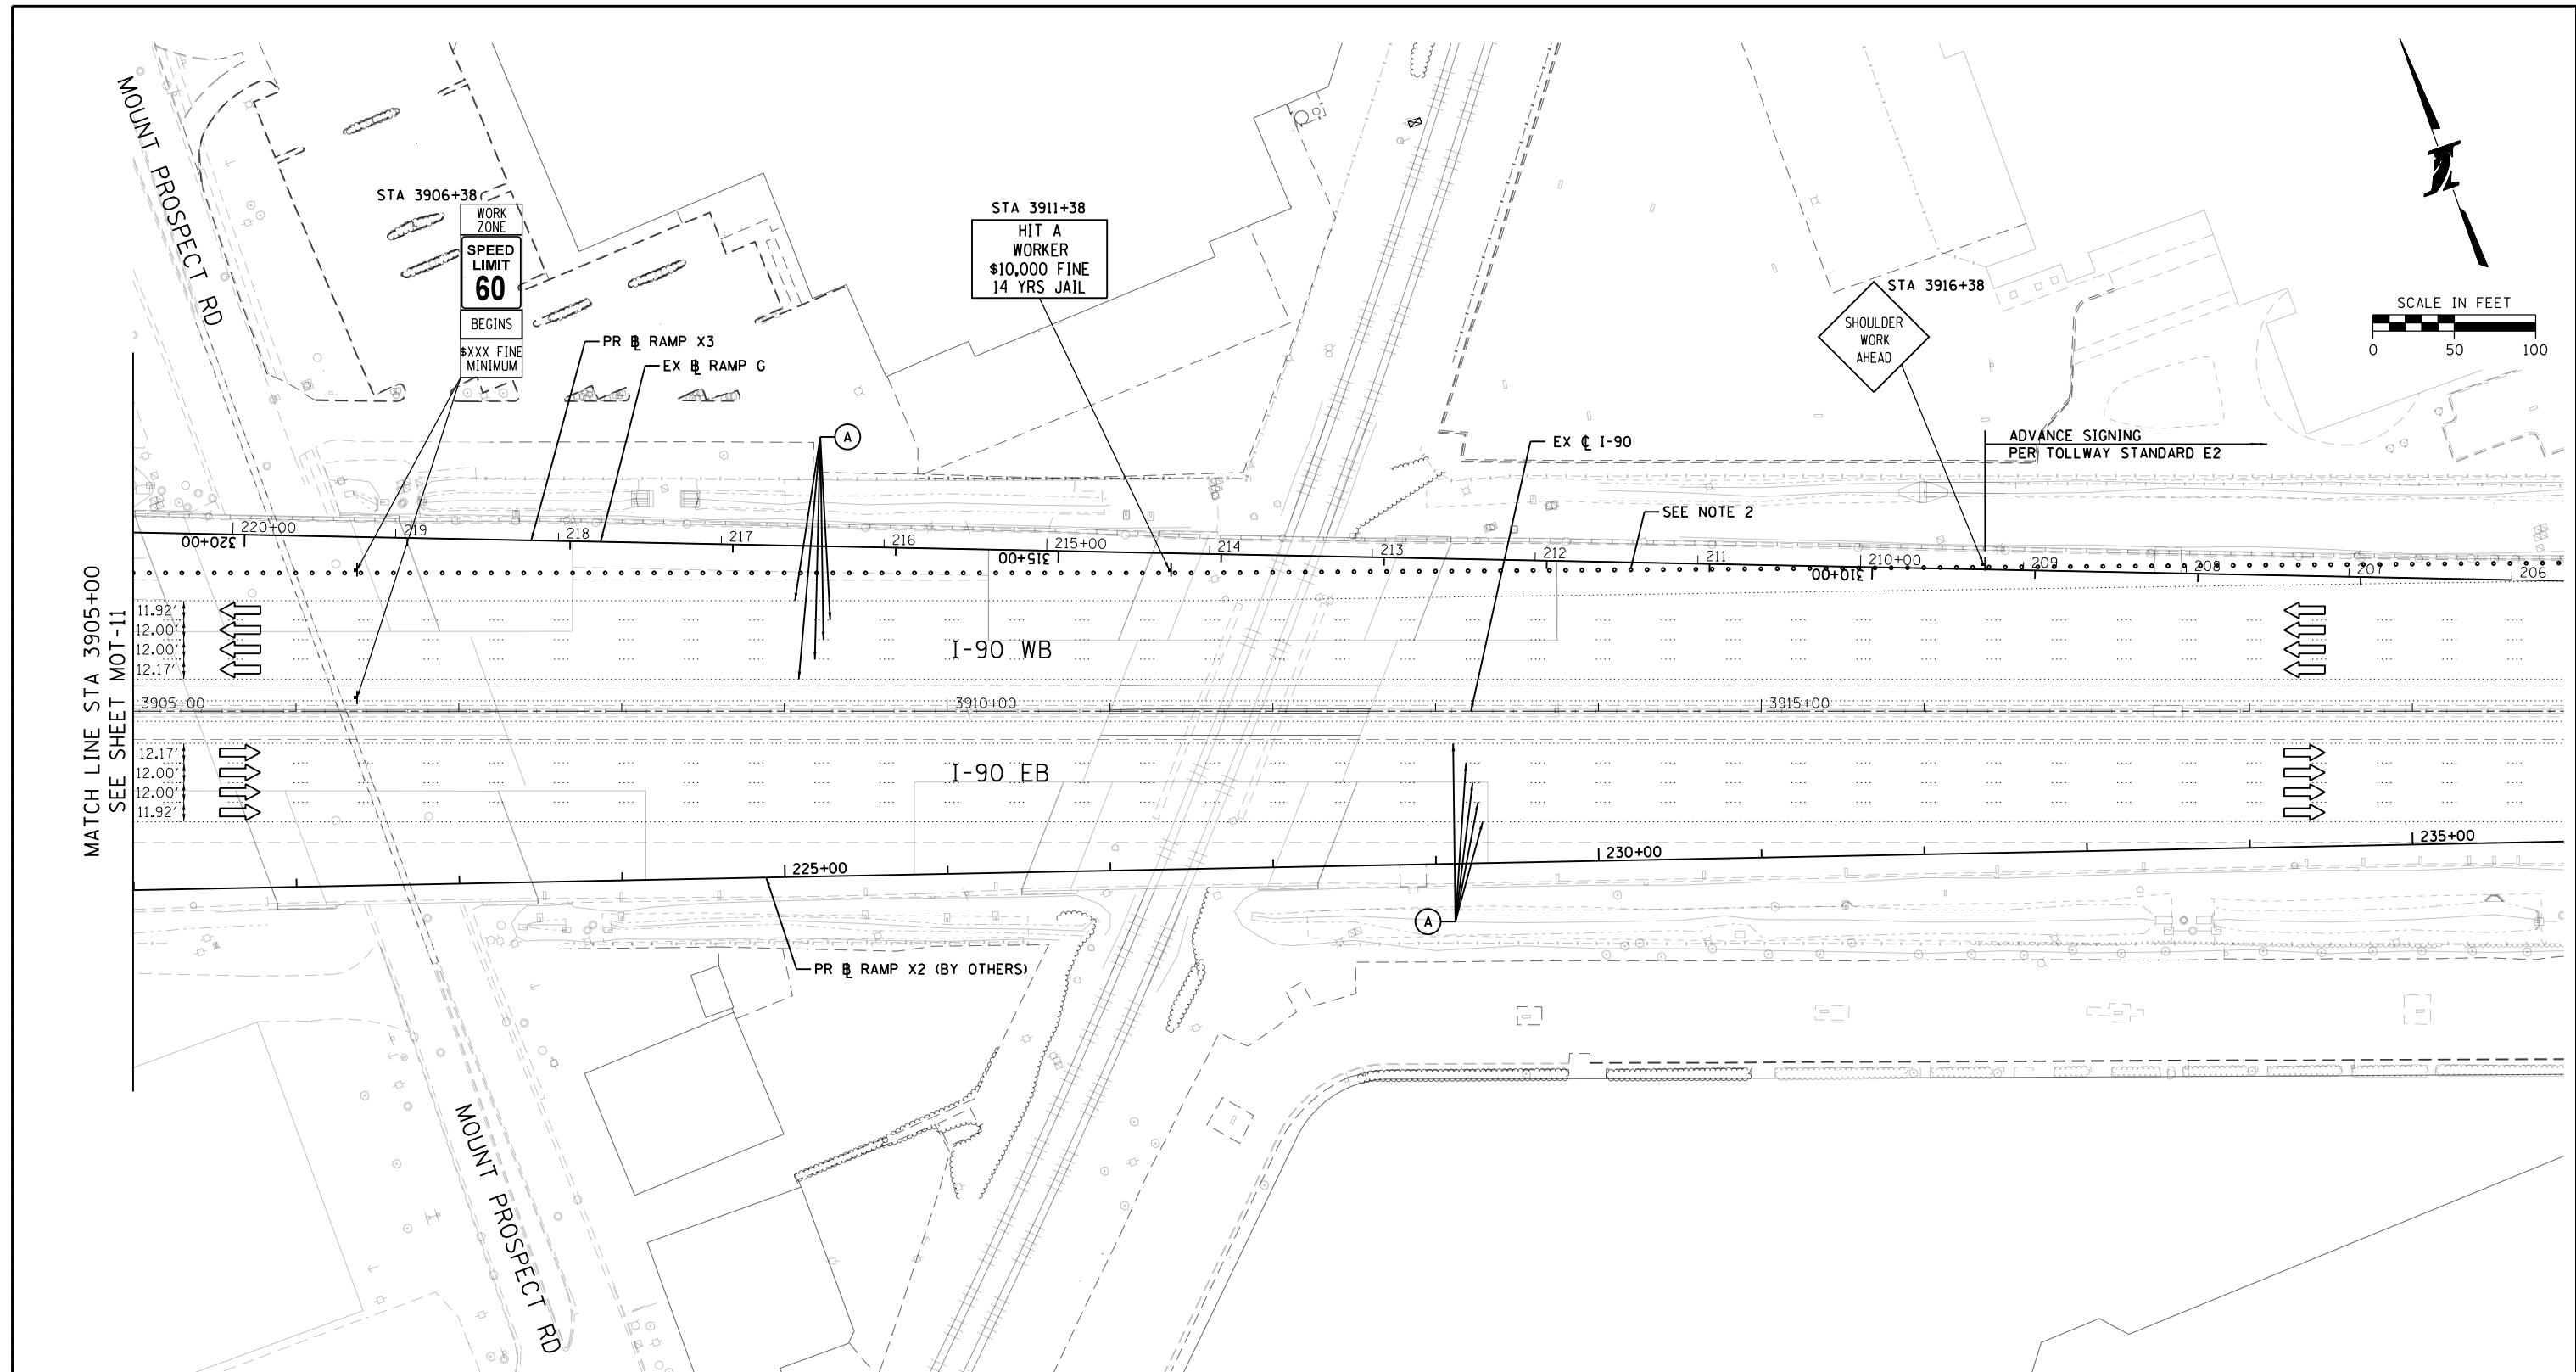 MOUNT PROSPECT RD
STA 3906+38
WORK
ZONE
SPEED
LIMIT
60
BEGINS
$XXX FINE
MINIMUM
STA 3911+38
HIT A
WORKER
$10,000 FINE
14 YRS JAIL
STA 3916+38
SHOULDER
WORK
AHEAD
SCALE IN FEET
0 50 100
PR BL RAMP X3
EX BL RAMP G
A
EX CL I-90
ADVANCE SIGNING
PER TOLLWAY STANDARD E2
SEE NOTE 2
220+00 219 218 217 216 215+00 214 213 212 211 210+00 209 208 207 206
320+00 315+00 310+00
MATCH LINE STA 3905+00
SEE SHEET MOT-11
11.92'
12.00'
12.00'
12.17'
I-90 WB
3905+00 3910+00 3915+00
12.17'
12.00'
12.00'
11.92'
I-90 EB
225+00 230+00 235+00
A
PR BL RAMP X2 (BY OTHERS)
MOUNT PROSPECT RD